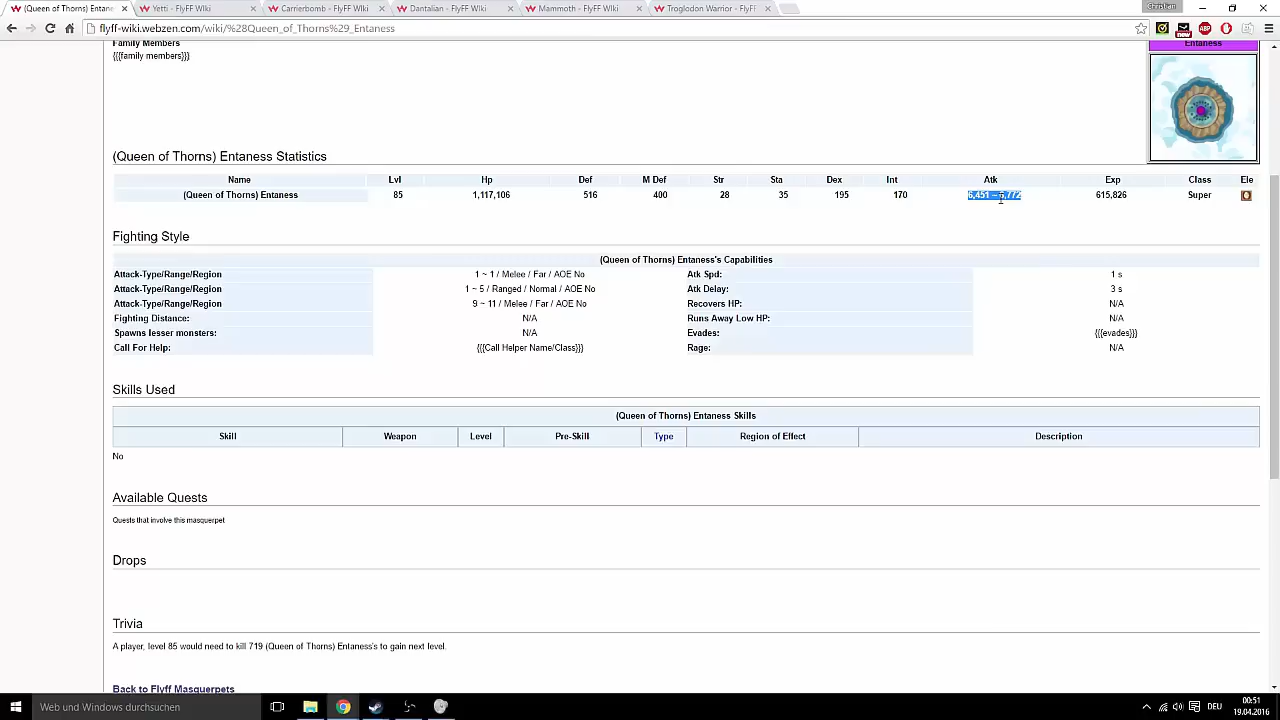 (Queen of Thorns) Entane
Yetti - FlyFF Wiki
Carrierbomb - FlyFF Wiki
Dantalian - FlyFF Wiki
Mammoth - FlyFF Wiki
Troglodon Warrior - FlyFF
Christian
flyff-wiki.webzen.com/wiki/%28Queen_of_Thorns%29_Entaness
ABP
Family Members
Entaness
{{{family members}}}
(Queen of Thorns) Entaness Statistics
Name Lvl Hp Def M Def Str Sta Dex Int Atk Exp Class Ele
(Queen of Thorns) Entaness 85 1,117,106 516 400 28 35 195 170 615,826 Super
Fighting Style
(Queen of Thorns) Entaness's Capabilities
Attack-Type/Range/Region 1 ~ 1 / Melee / Far / AOE No Atk Spd: 1 s
Attack-Type/Range/Region 1 ~ 5 / Ranged / Normal / AOE No Atk Delay: 3 s
Attack-Type/Range/Region 9 ~ 11 / Melee / Far / AOE No Recovers HP: N/A
Fighting Distance: N/A Runs Away Low HP: N/A
Spawns lesser monsters: N/A Evades: {{{evades}}}
Call For Help: {{{Call Helper Name/Class}}} Rage: N/A
Skills Used
(Queen of Thorns) Entaness Skills
Skill Weapon Level Pre-Skill Type Region of Effect Description
No
Available Quests
Quests that involve this masquerpet
Drops
Trivia
A player, level 85 would need to kill 719 (Queen of Thorns) Entaness's to gain next level.
Back to Flyff Masquerpets
Web und Windows durchsuchen
DEU
00:51
19.04.2016